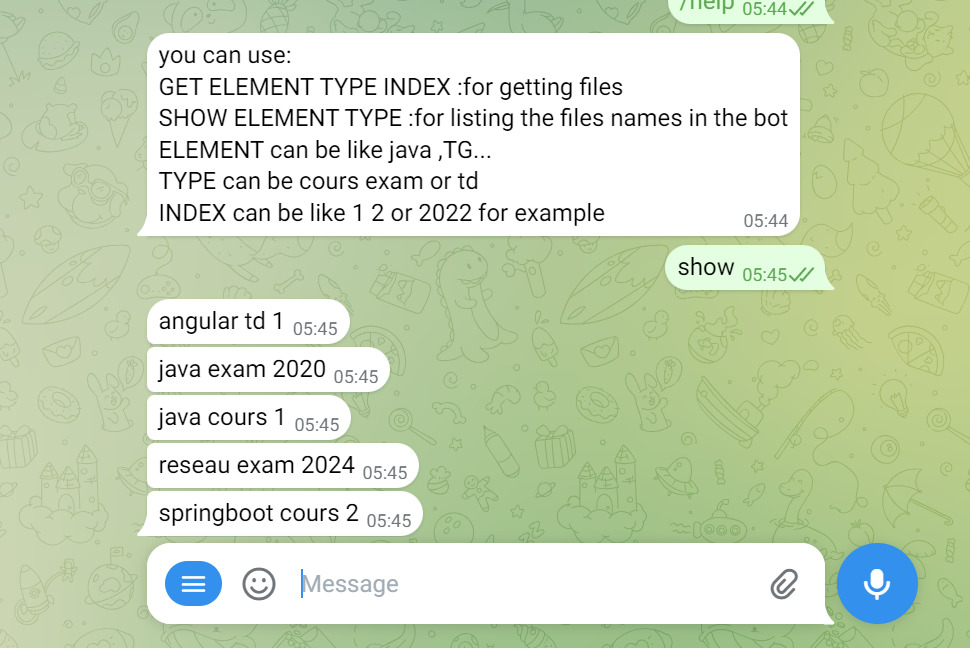 /help 05:44
you can use:
GET ELEMENT TYPE INDEX :for getting files
SHOW ELEMENT TYPE :for listing the files names in the bot
ELEMENT can be like java ,TG...
TYPE can be cours exam or td
INDEX can be like 1 2 or 2022 for example 05:44
show 05:45
angular td 1 05:45
java exam 2020 05:45
java cours 1 05:45
reseau exam 2024 05:45
springboot cours 2 05:45
Message